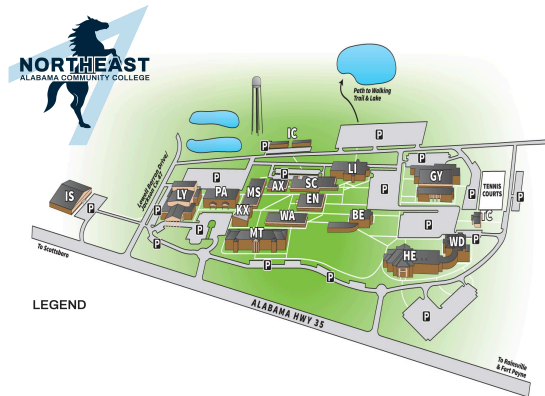 NORTHEAST
ALABAMA COMMUNITY COLLEGE
Path to Walking
Trail & Lake
P
IC
P
P
LI
P
GY
P
P
AX
SC
MS
PA
LY
IS
P
P
EN
TENNIS
COURTS
P
KX
WA
BE
P
TC
P
P
MT
WD
HE
P
P
P
P
To Scottsboro
LEGEND
ALABAMA HWY 35
To Rainsville
& Fort Payne